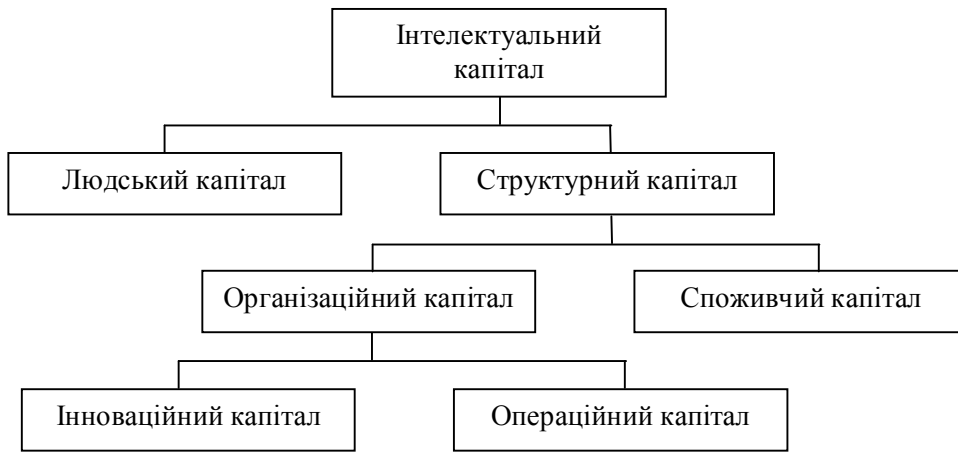 Інтелектуальний
капітал
Людський капітал
Структурний капітал
Організаційний капітал
Споживчий капітал
Інноваційний капітал
Операційний капітал